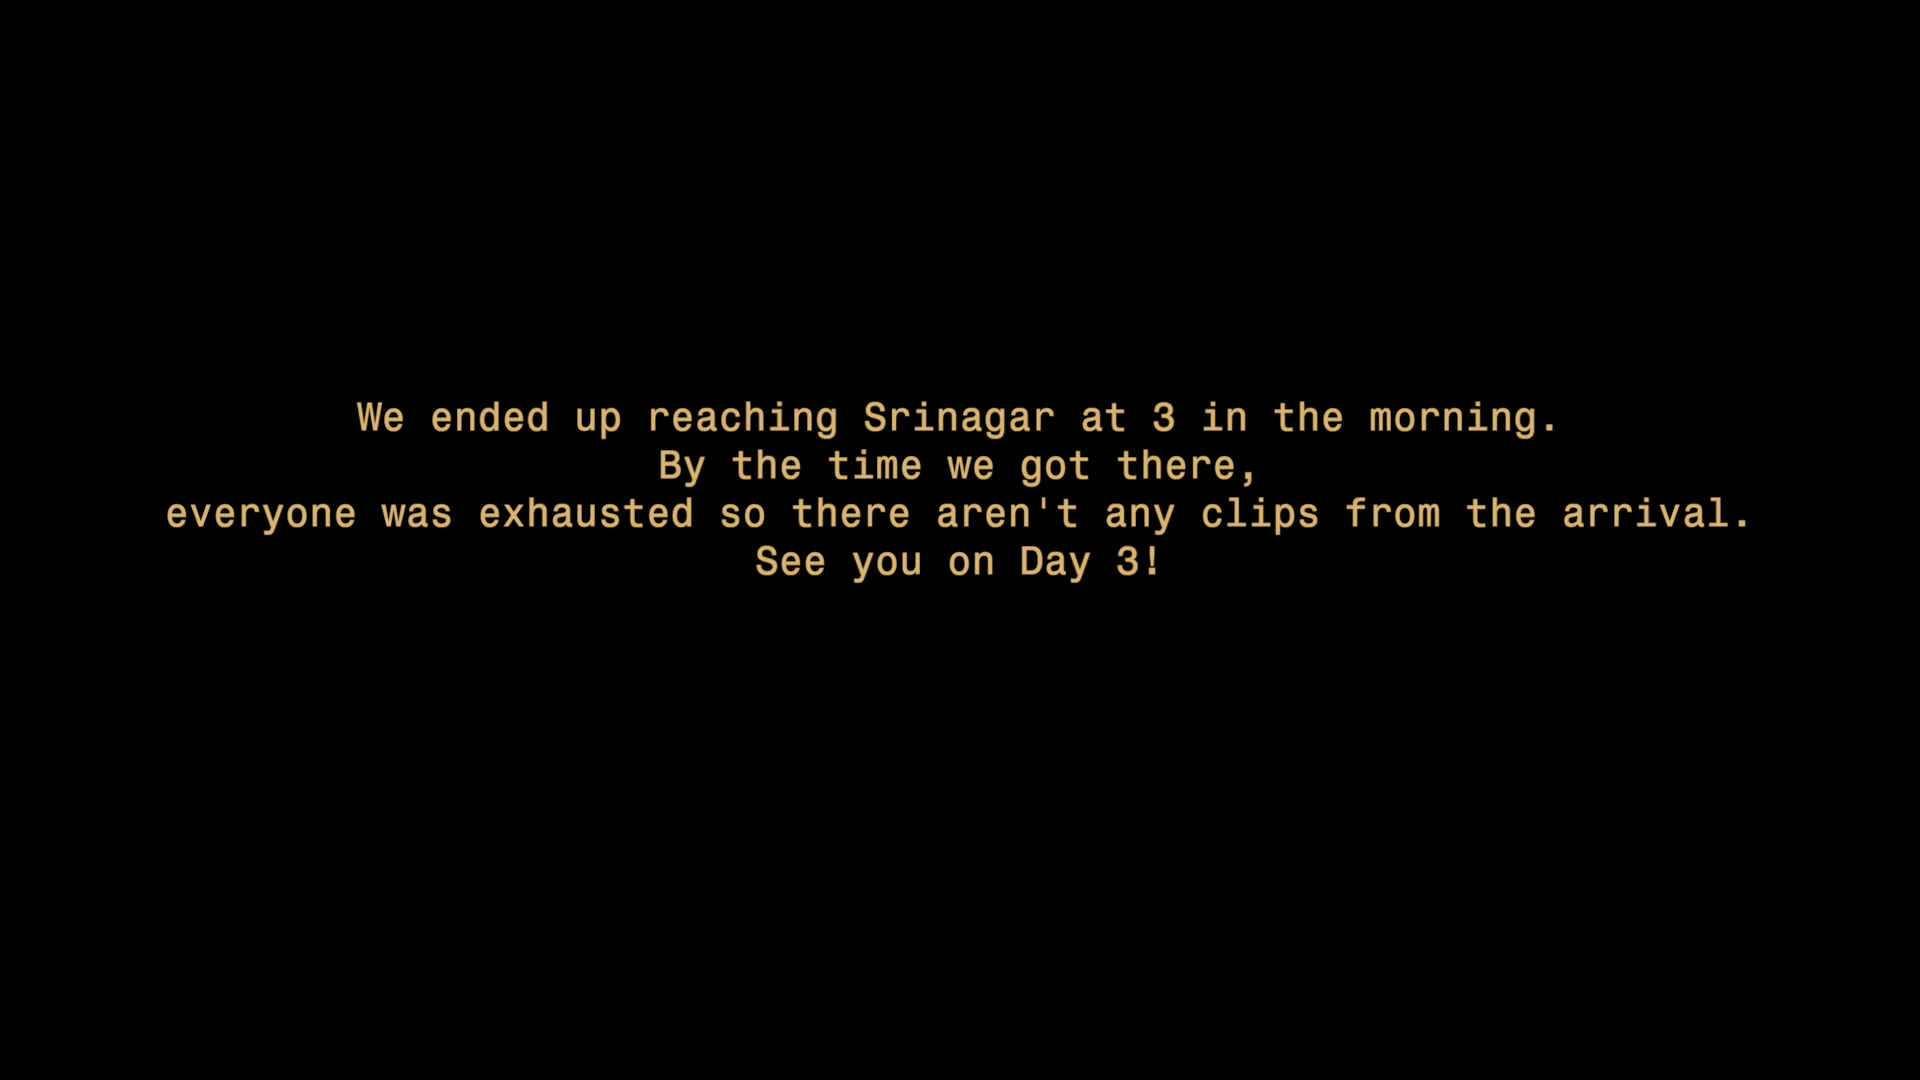 We ended up reaching Srinagar at 3 in the morning.
By the time we got there,
everyone was exhausted so there aren't any clips from the arrival.
See you on Day 3!